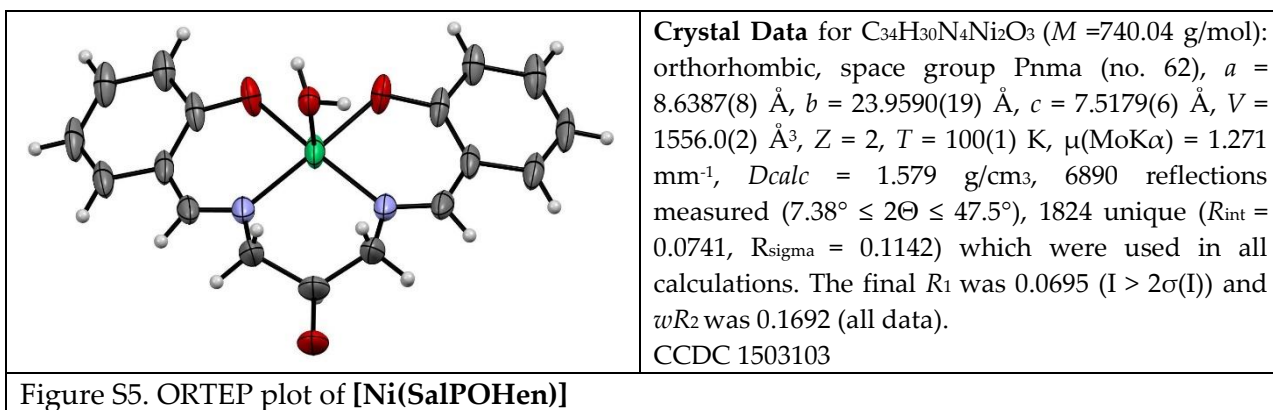 Crystal Data for C₃₄H₃₀N₄Ni₂O₃ (M =740.04 g/mol):
orthorhombic, space group Pnma (no. 62), a =
8.6387(8) Å, b = 23.9590(19) Å, c = 7.5179(6) Å, V =
1556.0(2) Å³, Z = 2, T = 100(1) K, μ(MoKα) = 1.271
mm⁻¹, Dcalc = 1.579 g/cm₃, 6890 reflections
measured (7.38° ≤ 2Θ ≤ 47.5°), 1824 unique (Rint =
0.0741, Rsigma = 0.1142) which were used in all
calculations. The final R₁ was 0.0695 (I > 2σ(I)) and
wR₂ was 0.1692 (all data).
CCDC 1503103
Figure S5. ORTEP plot of [Ni(SalPOHen)]